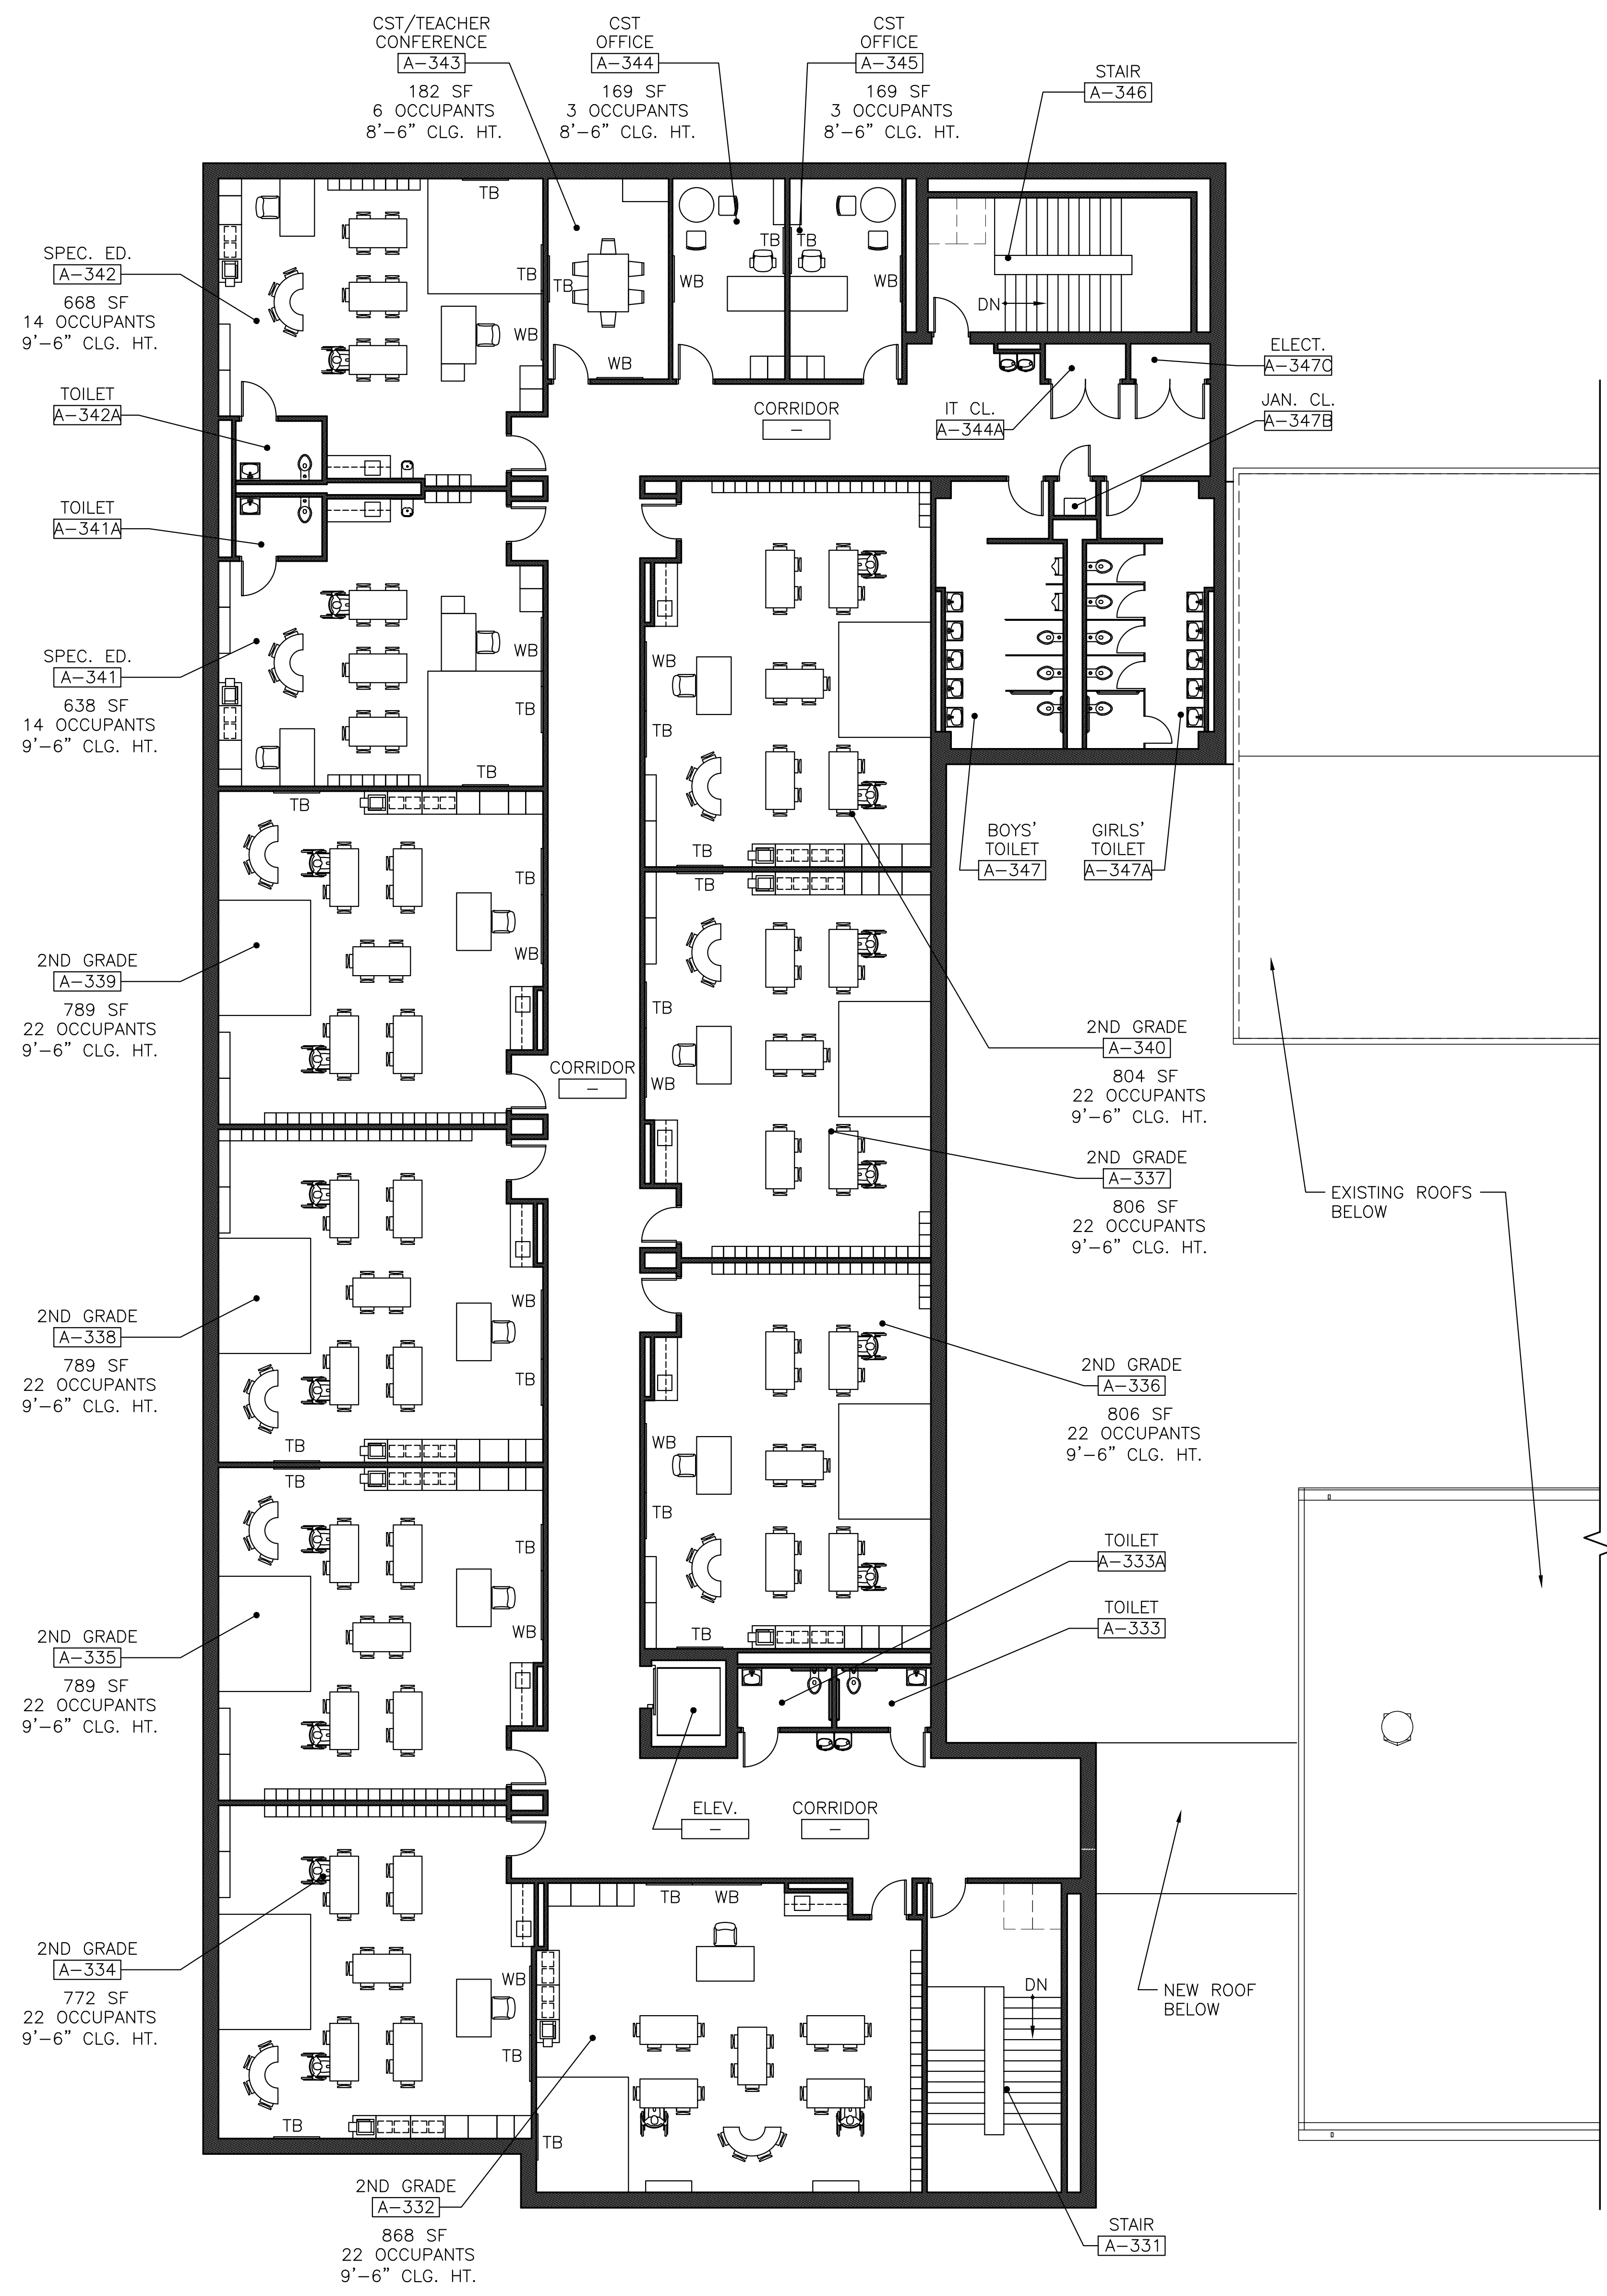 CST/TEACHER
CONFERENCE
A-343
182 SF
6 OCCUPANTS
8'-6" CLG. HT.
CST
OFFICE
A-344
169 SF
3 OCCUPANTS
8'-6" CLG. HT.
CST
OFFICE
A-345
169 SF
3 OCCUPANTS
8'-6" CLG. HT.
STAIR
A-346
SPEC. ED.
A-342
668 SF
14 OCCUPANTS
9'-6" CLG. HT.
TB
TB
WB
TB
WB
WB
TB
TB
WB
DN
TOILET
A-342A
CORRIDOR
-
IT CL.
A-344A
ELECT.
A-347C
JAN. CL.
A-347B
TOILET
A-341A
SPEC. ED.
A-341
638 SF
14 OCCUPANTS
9'-6" CLG. HT.
WB
TB
TB
WB
TB
TB
BOYS'
TOILET
A-347
GIRLS'
TOILET
A-347A
TB
TB
WB
2ND GRADE
A-339
789 SF
22 OCCUPANTS
9'-6" CLG. HT.
TB
TB
WB
CORRIDOR
-
2ND GRADE
A-340
804 SF
22 OCCUPANTS
9'-6" CLG. HT.
2ND GRADE
A-337
806 SF
22 OCCUPANTS
9'-6" CLG. HT.
EXISTING ROOFS
BELOW
2ND GRADE
A-338
789 SF
22 OCCUPANTS
9'-6" CLG. HT.
WB
TB
TB
2ND GRADE
A-336
806 SF
22 OCCUPANTS
9'-6" CLG. HT.
WB
TB
TB
TB
TB
WB
2ND GRADE
A-335
789 SF
22 OCCUPANTS
9'-6" CLG. HT.
TOILET
A-333A
TOILET
A-333
ELEV.
-
CORRIDOR
-
2ND GRADE
A-334
772 SF
22 OCCUPANTS
9'-6" CLG. HT.
WB
TB
TB
TB
WB
TB
DN
NEW ROOF
BELOW
2ND GRADE
A-332
868 SF
22 OCCUPANTS
9'-6" CLG. HT.
STAIR
A-331